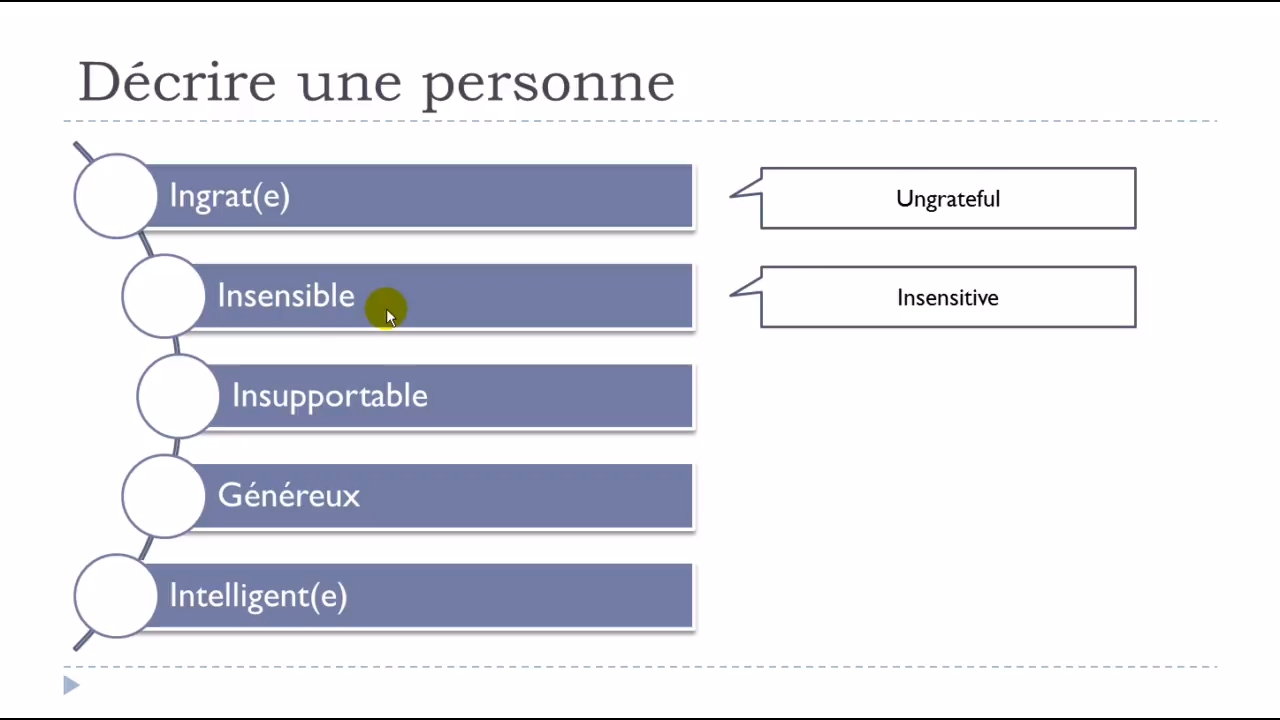 Décrire une personne
Ingrat(e)
Ungrateful
Insensible
Insensitive
Insupportable
Généreux
Intelligent(e)